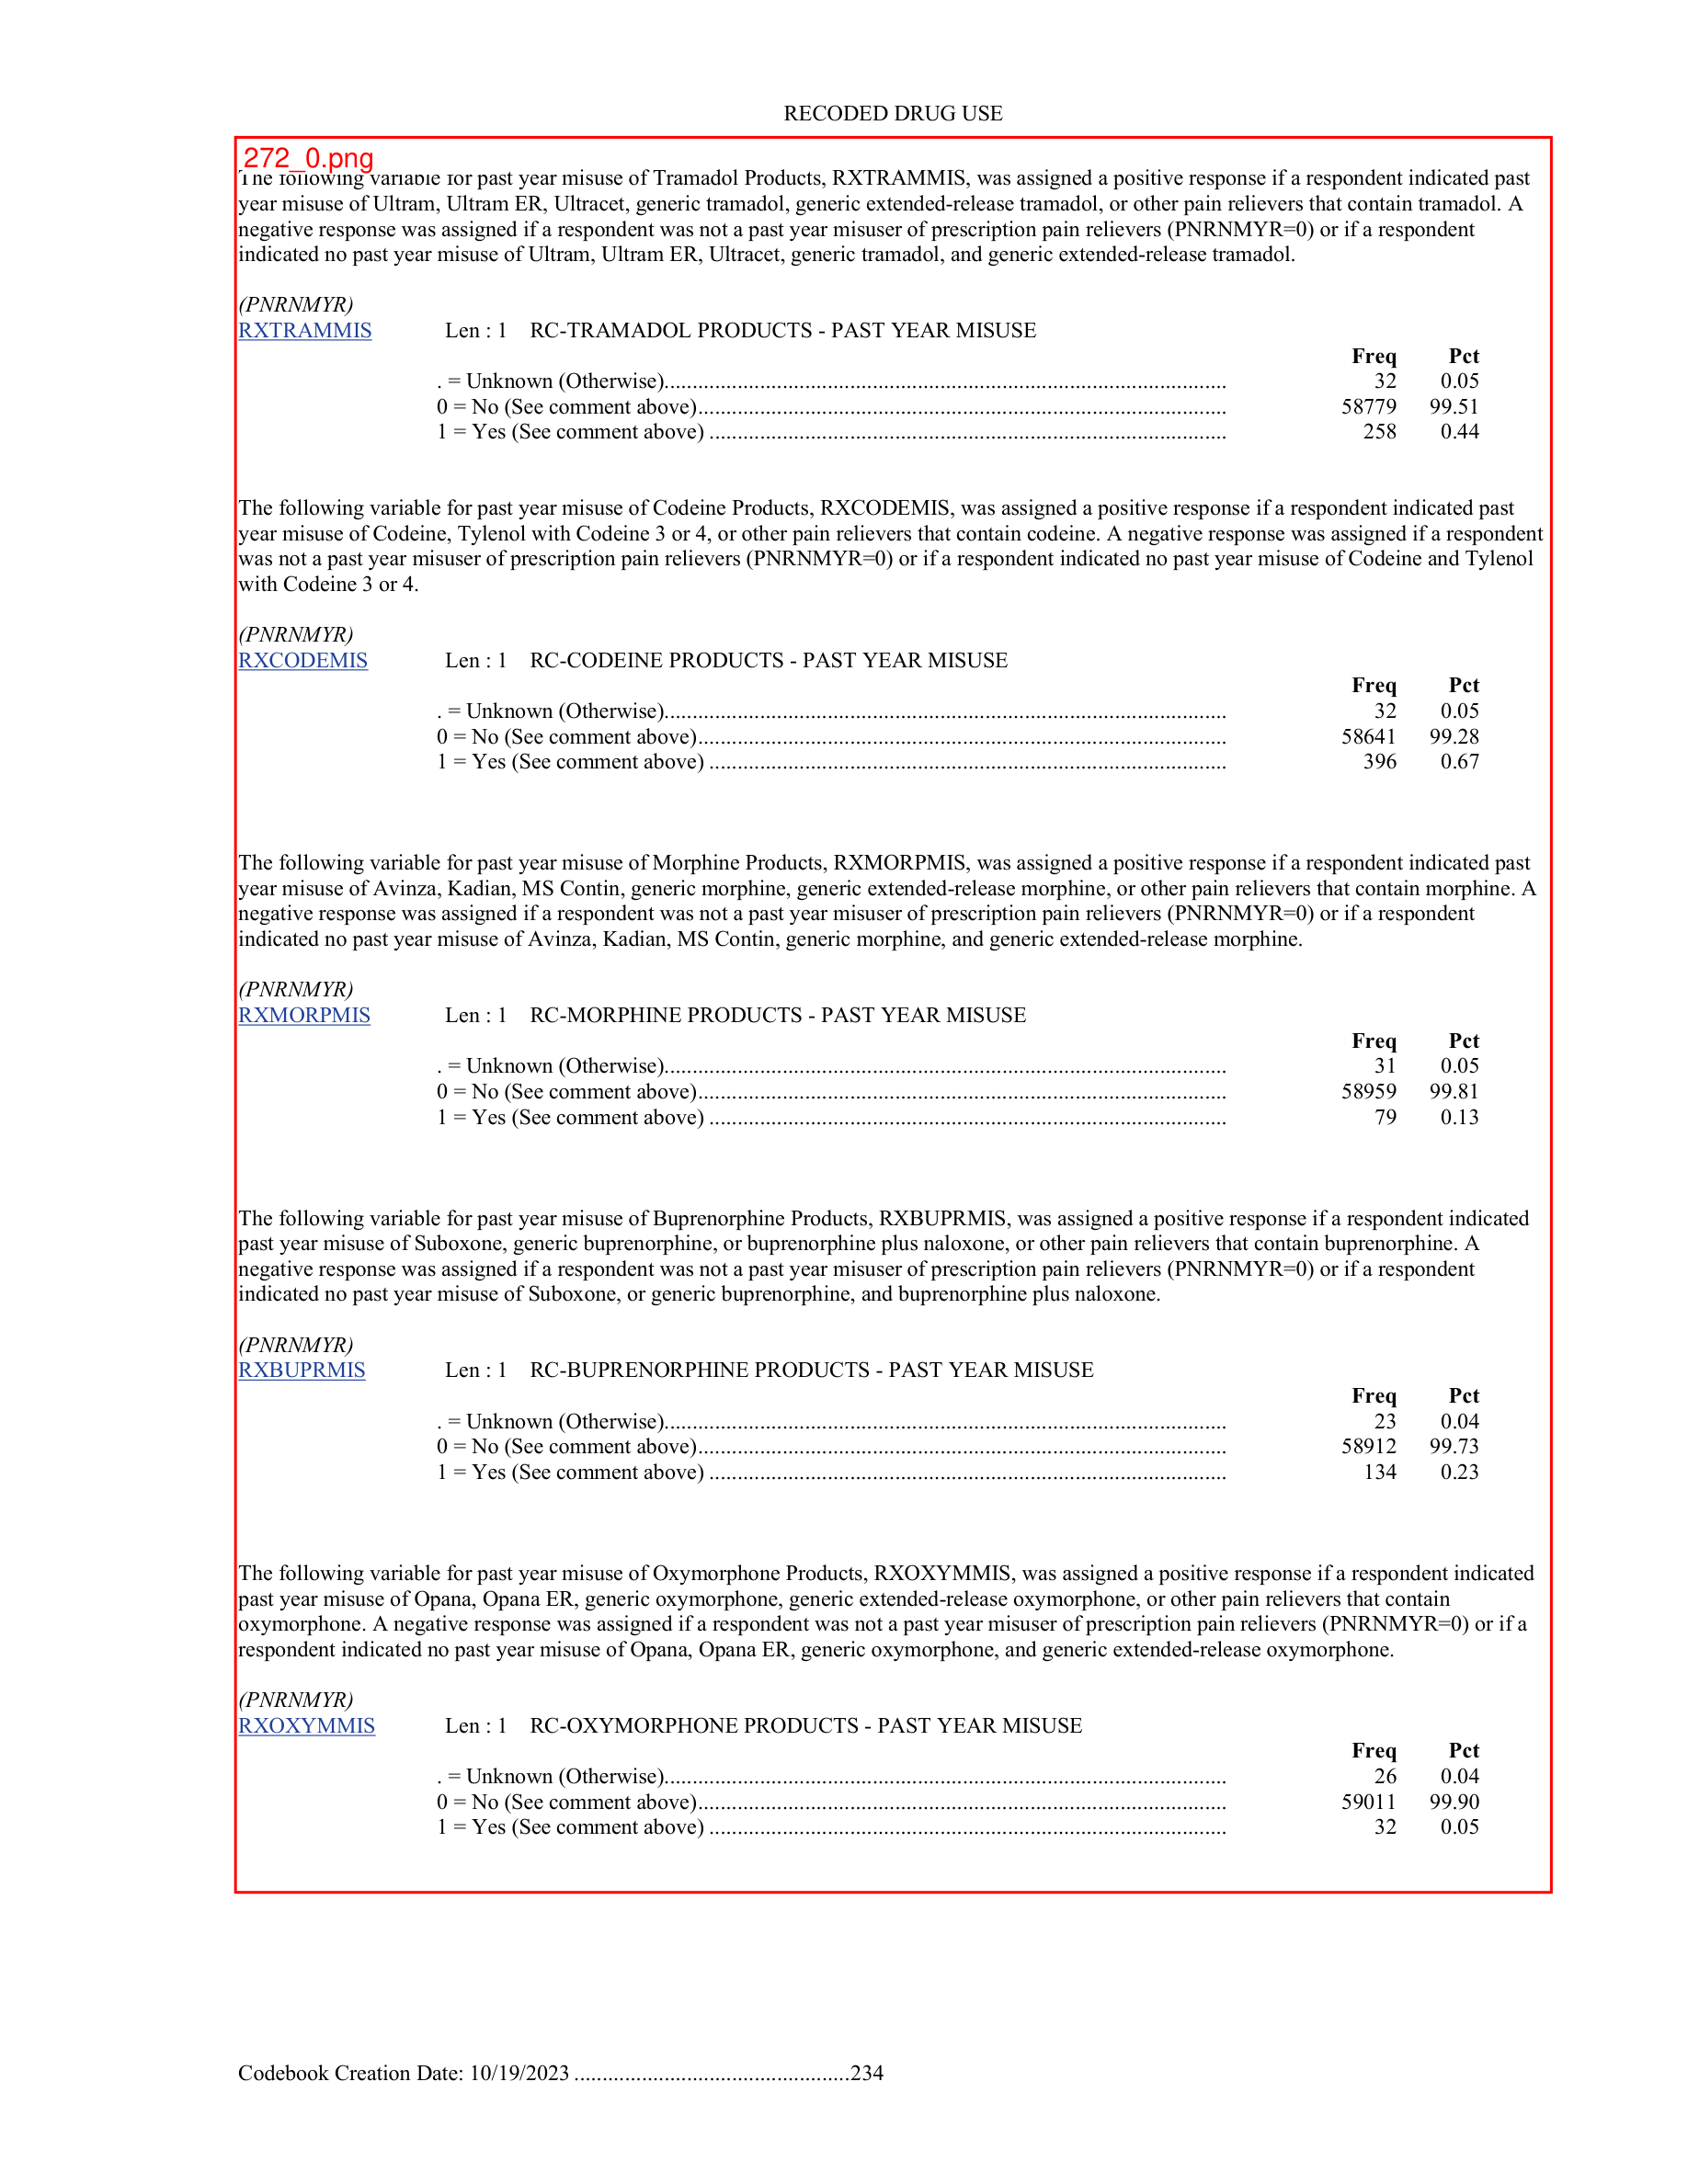 RECODED DRUG USE
272_0.png
The following variable for past year misuse of Tramadol Products, RXTRAMMIS, was assigned a positive response if a respondent indicated past
year misuse of Ultram, Ultram ER, Ultracet, generic tramadol, generic extended-release tramadol, or other pain relievers that contain tramadol. A
negative response was assigned if a respondent was not a past year misuser of prescription pain relievers (PNRNMYR=0) or if a respondent
indicated no past year misuse of Ultram, Ultram ER, Ultracet, generic tramadol, and generic extended-release tramadol.
(PNRNMYR)
RXTRAMMIS Len : 1 RC-TRAMADOL PRODUCTS - PAST YEAR MISUSE
Freq Pct
. = Unknown (Otherwise).................................................................................................... 32 0.05
0 = No (See comment above).............................................................................................. 58779 99.51
1 = Yes (See comment above) ............................................................................................ 258 0.44
The following variable for past year misuse of Codeine Products, RXCODEMIS, was assigned a positive response if a respondent indicated past
year misuse of Codeine, Tylenol with Codeine 3 or 4, or other pain relievers that contain codeine. A negative response was assigned if a respondent
was not a past year misuser of prescription pain relievers (PNRNMYR=0) or if a respondent indicated no past year misuse of Codeine and Tylenol
with Codeine 3 or 4.
(PNRNMYR)
RXCODEMIS Len : 1 RC-CODEINE PRODUCTS - PAST YEAR MISUSE
Freq Pct
. = Unknown (Otherwise).................................................................................................... 32 0.05
0 = No (See comment above).............................................................................................. 58641 99.28
1 = Yes (See comment above) ............................................................................................ 396 0.67
The following variable for past year misuse of Morphine Products, RXMORPMIS, was assigned a positive response if a respondent indicated past
year misuse of Avinza, Kadian, MS Contin, generic morphine, generic extended-release morphine, or other pain relievers that contain morphine. A
negative response was assigned if a respondent was not a past year misuser of prescription pain relievers (PNRNMYR=0) or if a respondent
indicated no past year misuse of Avinza, Kadian, MS Contin, generic morphine, and generic extended-release morphine.
(PNRNMYR)
RXMORPMIS Len : 1 RC-MORPHINE PRODUCTS - PAST YEAR MISUSE
Freq Pct
. = Unknown (Otherwise).................................................................................................... 31 0.05
0 = No (See comment above).............................................................................................. 58959 99.81
1 = Yes (See comment above) ............................................................................................ 79 0.13
The following variable for past year misuse of Buprenorphine Products, RXBUPRMIS, was assigned a positive response if a respondent indicated
past year misuse of Suboxone, generic buprenorphine, or buprenorphine plus naloxone, or other pain relievers that contain buprenorphine. A
negative response was assigned if a respondent was not a past year misuser of prescription pain relievers (PNRNMYR=0) or if a respondent
indicated no past year misuse of Suboxone, or generic buprenorphine, and buprenorphine plus naloxone.
(PNRNMYR)
RXBUPRMIS Len : 1 RC-BUPRENORPHINE PRODUCTS - PAST YEAR MISUSE
Freq Pct
. = Unknown (Otherwise).................................................................................................... 23 0.04
0 = No (See comment above).............................................................................................. 58912 99.73
1 = Yes (See comment above) ............................................................................................ 134 0.23
The following variable for past year misuse of Oxymorphone Products, RXOXYMMIS, was assigned a positive response if a respondent indicated
past year misuse of Opana, Opana ER, generic oxymorphone, generic extended-release oxymorphone, or other pain relievers that contain
oxymorphone. A negative response was assigned if a respondent was not a past year misuser of prescription pain relievers (PNRNMYR=0) or if a
respondent indicated no past year misuse of Opana, Opana ER, generic oxymorphone, and generic extended-release oxymorphone.
(PNRNMYR)
RXOXYMMIS Len : 1 RC-OXYMORPHONE PRODUCTS - PAST YEAR MISUSE
Freq Pct
. = Unknown (Otherwise).................................................................................................... 26 0.04
0 = No (See comment above).............................................................................................. 59011 99.90
1 = Yes (See comment above) ............................................................................................ 32 0.05
Codebook Creation Date: 10/19/2023 .................................................234